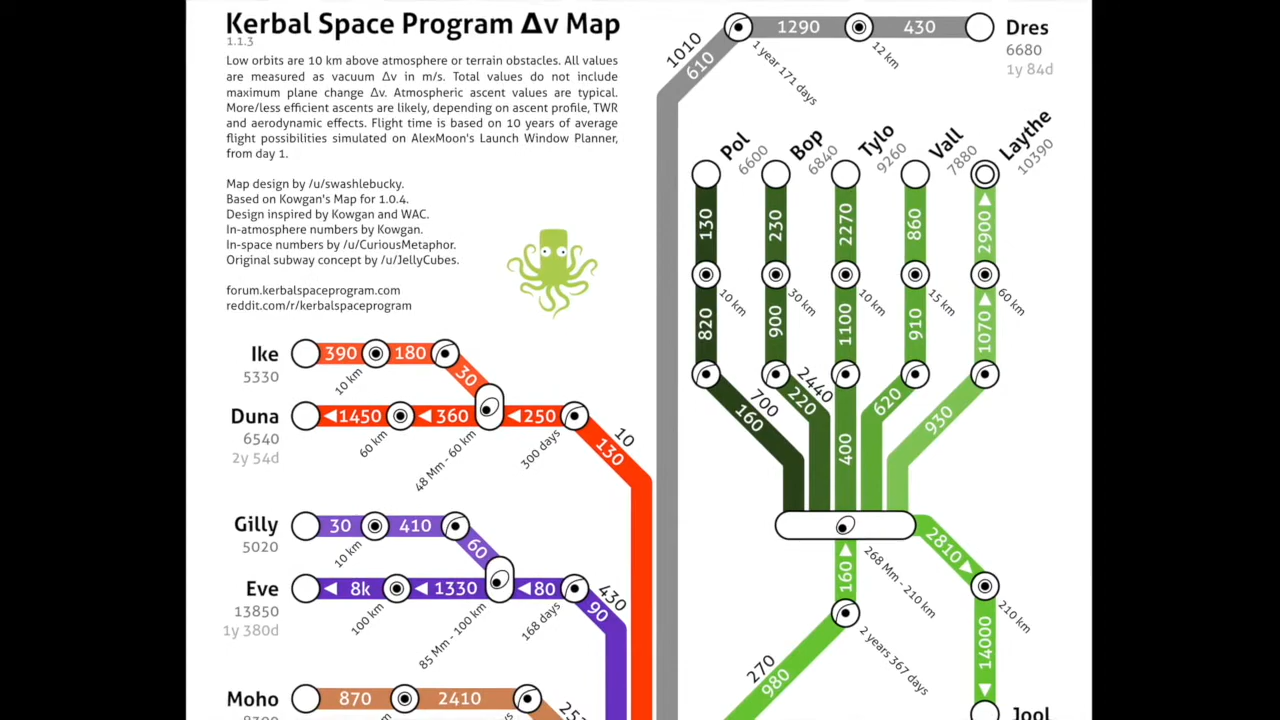 Kerbal Space Program Δv Map
1.1.3
Low orbits are 10 km above atmosphere or terrain obstacles. All values
are measured as vacuum Δv in m/s. Total values do not include
maximum plane change Δv. Atmospheric ascent values are typical.
More/less efficient ascents are likely, depending on ascent profile, TWR
and aerodynamic effects. Flight time is based on 10 years of average
flight possibilities simulated on AlexMoon's Launch Window Planner,
from day 1.
Map design by /u/swashlebucky.
Based on Kowgan's Map for 1.0.4.
Design inspired by Kowgan and WAC.
In-atmosphere numbers by Kowgan.
In-space numbers by /u/CuriousMetaphor.
Original subway concept by /u/JellyCubes.
forum.kerbalspaceprogram.com
reddit.com/r/kerbalspaceprogram
1010
610
1 year 171 days
1290
12 km
430
Dres
6680
1y 84d
Pol
6600
Bop
6840
Tylo
9260
Vall
7880
Laythe
10390
130
230
2270
860
2900
10 km
30 km
10 km
15 km
60 km
820
900
1100
910
1070
700
160
2440
220
400
620
930
268 Mm - 210 km
2810
210 km
160
14000
2 years 367 days
270
980
Jool
Ike
5330
390
10 km
180
30
Duna
6540
2y 54d
1450
60 km
360
48 Mm - 60 km
250
300 days
10
130
Gilly
5020
30
10 km
410
60
Eve
13850
1y 380d
8k
100 km
1330
85 Mm - 100 km
80
168 days
430
90
Moho
870
2410